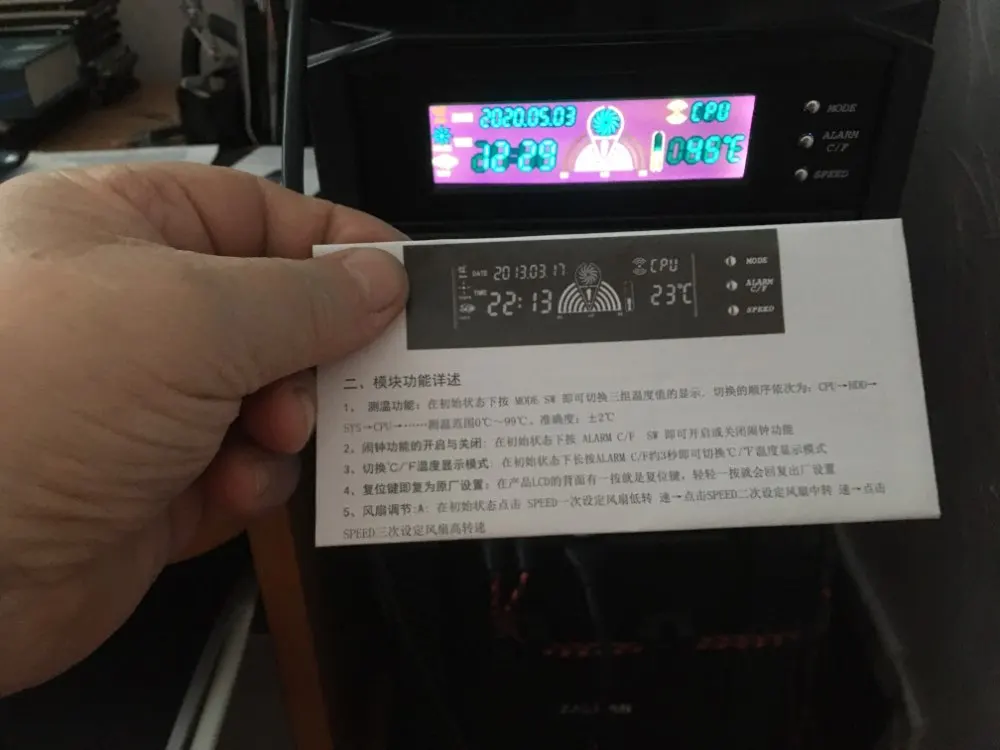 2020.05.03
CPU
MODE
ALARM
C/F
SPEED
DATE 2013.03.17
CPU
MODE
TIME 22:13
23℃
ALARM
C/F
SPEED
二、模块功能详述
1、 测温功能：在初始状态下按 MODE SW 即可切换三组温度值的显示，切换的顺序依次为：CPU→HDD→
SYS→CPU→……测温范围0℃～99℃，准确度：±2℃
2、闹钟功能的开启与关闭：在初始状态下按 ALARM C/F SW 即可开启或关闭闹钟功能
3、切换℃/℉温度显示模式：在初始状态下长按ALARM C/F约3秒即可切换℃/℉温度显示模式
4、复位键即复为原厂设置：在产品LCD的背面有一按就是复位键，轻轻一按就会回复出厂设置
5、风扇调节:A：在初始状态点击 SPEED一次设定风扇低转 速→点击SPEED二次设定风扇中转 速→点击
SPEED三次设定风扇高转速